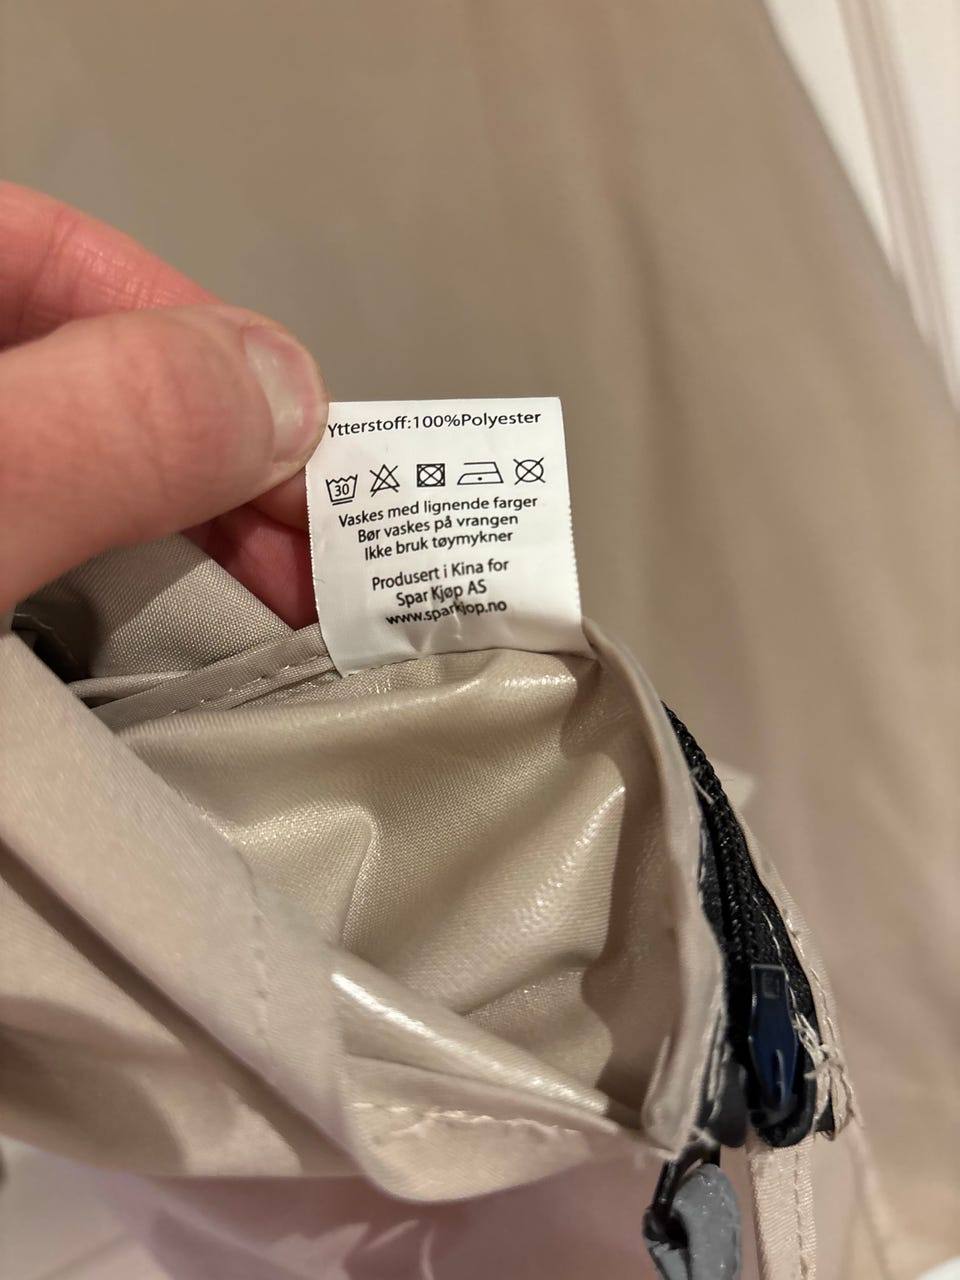 Ytterstoff:100%Polyester
30
Vaskes med lignende farger
Bør vaskes på vrangen
Ikke bruk tøymykner
Produsert i Kina for
Spar Kjøp AS
www.sparkjop.no